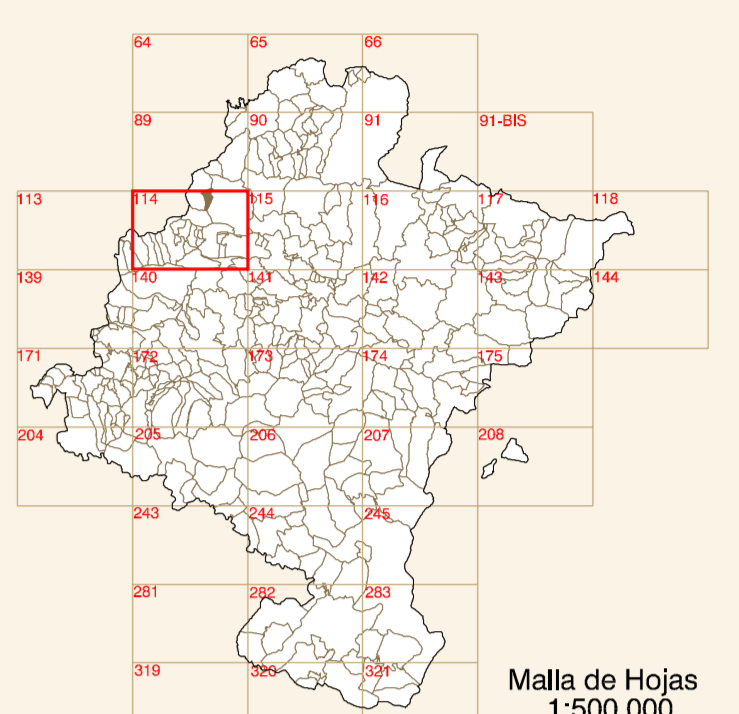 64 65 66
89 90 91 91-BIS
113 114 115 116 117 118
139 140 141 142 143 144
171 172 173 174 175
204 205 206 207 208
243 244 245
281 282 283
319 320 321
Malla de Hojas
1:500.000